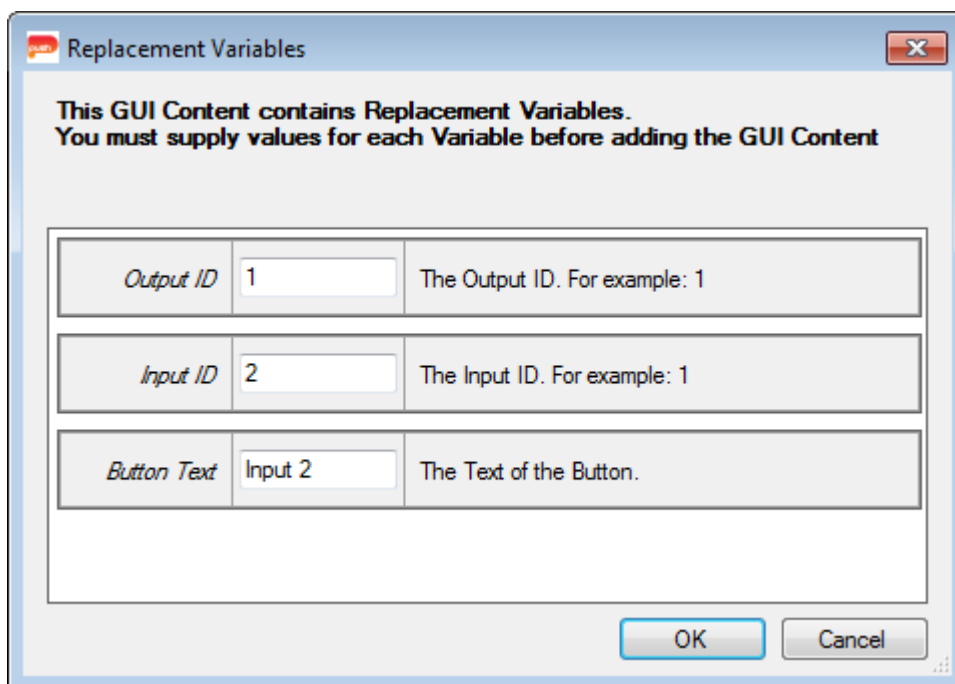 push Replacement Variables
This GUI Content contains Replacement Variables.
You must supply values for each Variable before adding the GUI Content
Output ID 1 The Output ID. For example: 1
Input ID 2 The Input ID. For example: 1
Button Text Input 2 The Text of the Button.
OK Cancel